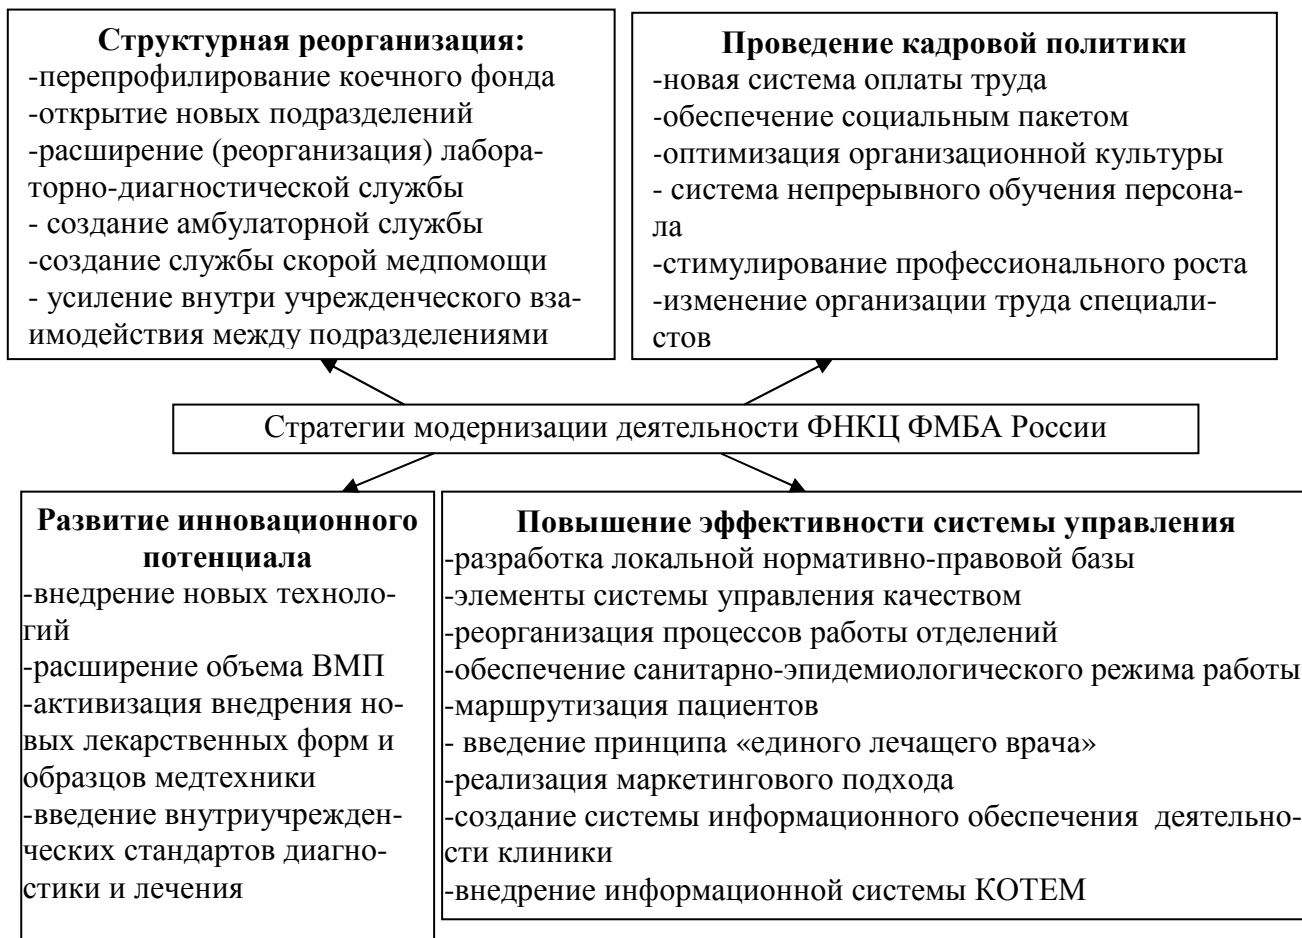 Структурная реорганизация:
-перепрофилирование коечного фонда
-открытие новых подразделений
-расширение (реорганизация) лабора-
торно-диагностической службы
- создание амбулаторной службы
-создание службы скорой медпомощи
- усиление внутри учрежденческого вза-
имодействия между подразделениями
Проведение кадровой политики
-новая система оплаты труда
-обеспечение социальным пакетом
-оптимизация организационной культуры
- система непрерывного обучения персона-
ла
-стимулирование профессионального роста
-изменение организации труда специали-
стов
Стратегии модернизации деятельности ФНКЦ ФМБА России
Развитие инновационного
потенциала
-внедрение новых техноло-
гий
-расширение объема ВМП
-активизация внедрения но-
вых лекарственных форм и
образцов медтехники
-введение внутриучрежден-
ческих стандартов диагно-
стики и лечения
Повышение эффективности системы управления
-разработка локальной нормативно-правовой базы
-элементы системы управления качеством
-реорганизация процессов работы отделений
-обеспечение санитарно-эпидемиологического режима работы
-маршрутизация пациентов
- введение принципа «единого лечащего врача»
-реализация маркетингового подхода
-создание системы информационного обеспечения деятельно-
сти клиники
-внедрение информационной системы КОТЕМ